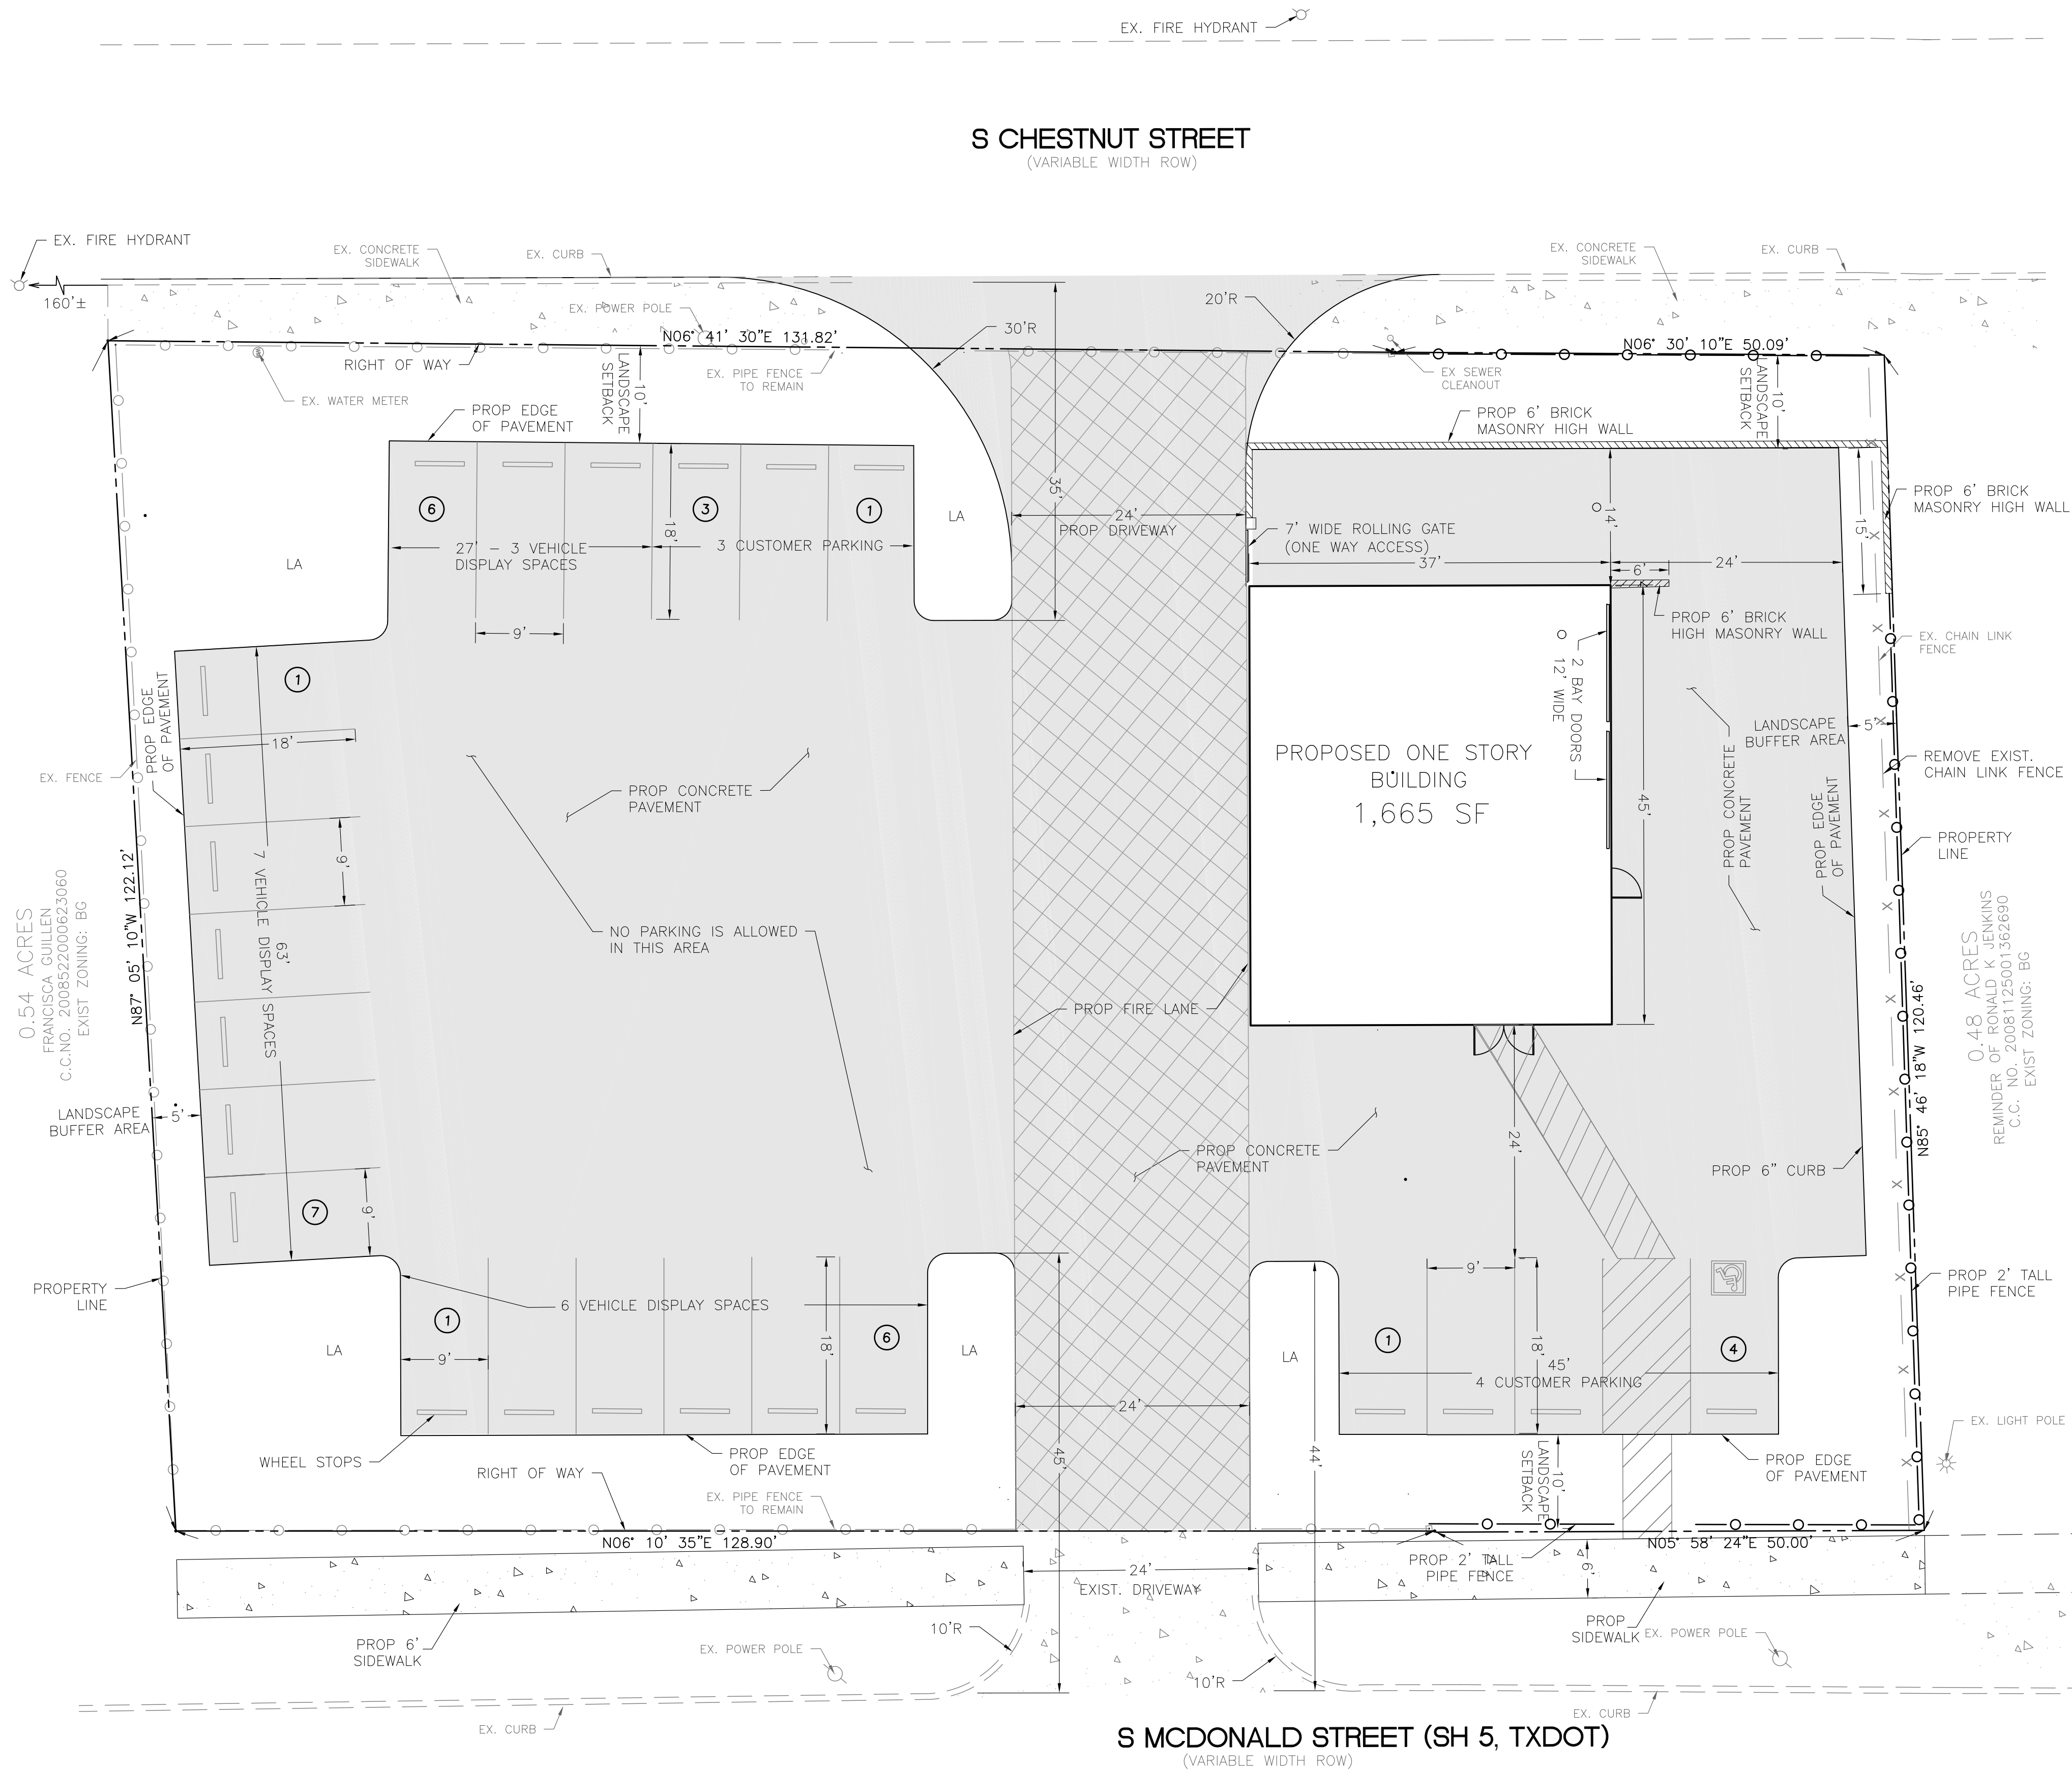 EX. FIRE HYDRANT
S CHESTNUT STREET
(VARIABLE WIDTH ROW)
EX. FIRE HYDRANT
160'±
EX. CONCRETE
SIDEWALK
EX. CURB
EX. POWER POLE
N06° 41' 30"E 131.82'
RIGHT OF WAY
EX. WATER METER
10'
LANDSCAPE
SETBACK
EX. PIPE FENCE
TO REMAIN
30'R
20'R
EX. CONCRETE
SIDEWALK
EX. CURB
N06° 30' 10"E 50.09'
EX SEWER
CLEANOUT
10'
LANDSCAPE
SETBACK
PROP EDGE
OF PAVEMENT
PROP 6' BRICK
MASONRY HIGH WALL
PROP 6' BRICK
MASONRY HIGH WALL
6
3
1
LA
35'
24'
PROP DRIVEWAY
7' WIDE ROLLING GATE
(ONE WAY ACCESS)
14'
15'
37'
6'
24'
27' - 3 VEHICLE
DISPLAY SPACES
3 CUSTOMER PARKING
18'
9'
LA
PROP 6' BRICK
HIGH MASONRY WALL
EX. CHAIN LINK
FENCE
2 BAY DOORS
12' WIDE
1
18'
PROP EDGE
OF PAVEMENT
EX. FENCE
9'
7 VEHICLE DISPLAY SPACES
63'
PROP CONCRETE
PAVEMENT
NO PARKING IS ALLOWED
IN THIS AREA
PROPOSED ONE STORY
BUILDING
1,665 SF
45'
PROP CONCRETE
PAVEMENT
LANDSCAPE
BUFFER AREA
5'
REMOVE EXIST.
CHAIN LINK FENCE
PROP EDGE
OF PAVEMENT
PROPERTY
LINE
0.54 ACRES
FRANCISCA GUILLEN
C.C.NO. 2008522000623060
EXIST ZONING: BG
N87° 05' 10"W 122.12'
PROP FIRE LANE
0.48 ACRES
REMINDER OF RONALD K JENKINS
C.C. NO. 20081125001362690
EXIST ZONING: BG
N85° 46' 18"W 120.46'
LANDSCAPE
BUFFER AREA
5'
24'
PROP CONCRETE
PAVEMENT
PROP 6" CURB
7
9'
PROPERTY
LINE
PROP 2' TALL
PIPE FENCE
6 VEHICLE DISPLAY SPACES
1
6
9'
18'
LA
LA
LA
9'
1
18'
45'
4 CUSTOMER PARKING
4
24'
45'
44'
WHEEL STOPS
PROP EDGE
OF PAVEMENT
RIGHT OF WAY
EX. PIPE FENCE
TO REMAIN
10'
LANDSCAPE
SETBACK
PROP EDGE
OF PAVEMENT
EX. LIGHT POLE
N06° 10' 35"E 128.90'
N05° 58' 24"E 50.00'
PROP 2' TALL
PIPE FENCE
6'
24'
EXIST. DRIVEWAY
PROP 6'
SIDEWALK
10'R
EX. POWER POLE
10'R
PROP
SIDEWALK
EX. POWER POLE
EX. CURB
EX. CURB
S MCDONALD STREET (SH 5, TXDOT)
(VARIABLE WIDTH ROW)